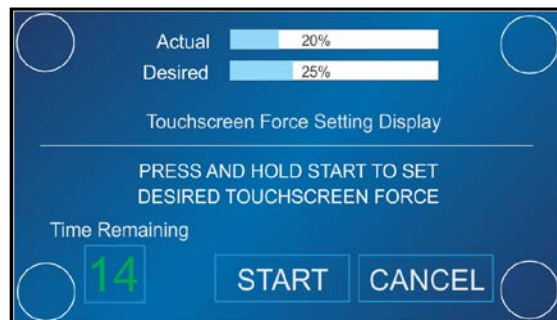 Actual 20%
Desired 25%
Touchscreen Force Setting Display
PRESS AND HOLD START TO SET
DESIRED TOUCHSCREEN FORCE
Time Remaining
14 START CANCEL